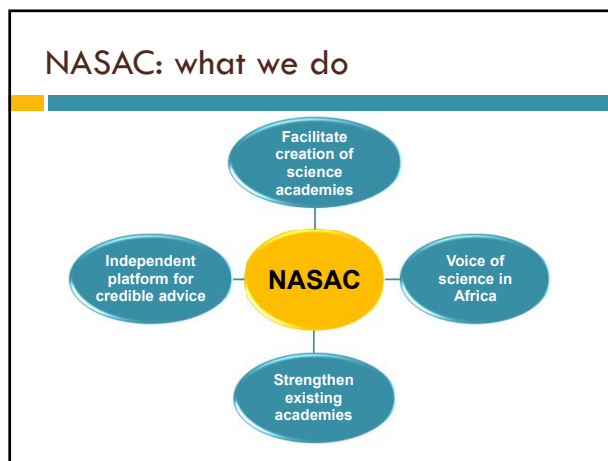 NASAC: what we do
Facilitate
creation of
science
academies
Independent
platform for
credible advice
NASAC
Voice of
science in
Africa
Strengthen
existing
academies